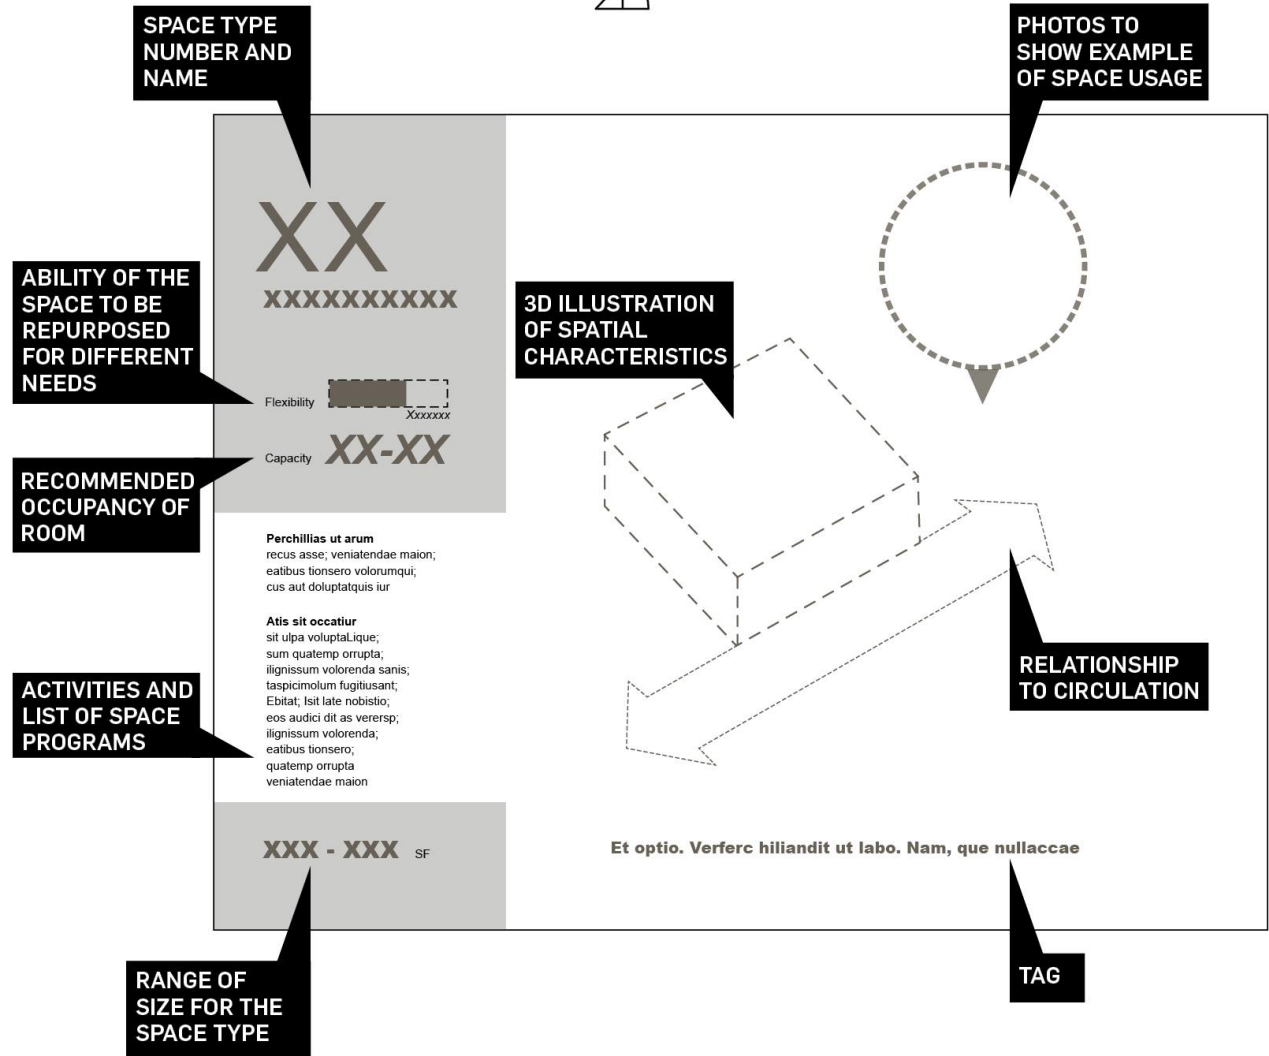 SPACE TYPE
NUMBER AND
NAME
PHOTOS TO
SHOW EXAMPLE
OF SPACE USAGE
XX
XXXXXXXXXX
ABILITY OF THE
SPACE TO BE
REPURPOSED
FOR DIFFERENT
NEEDS
3D ILLUSTRATION
OF SPATIAL
CHARACTERISTICS
Flexibility
Xxxxxxx
Capacity XX-XX
RECOMMENDED
OCCUPANCY OF
ROOM
Perchillias ut arum
recus asse; veniatendae maion;
eatibus tionsero volorumqui;
cus aut doluptatquis iur
Atis sit occatiur
sit ulpa voluptaLique;
sum quatemp orrupta;
ilignissum volorenda sanis;
taspicimolum fugitiusant;
Ebitat; Isit late nobistio;
eos audici dit as verersp;
ilignissum volorenda;
eatibus tionsero;
quatemp orrupta
veniatendae maion
ACTIVITIES AND
LIST OF SPACE
PROGRAMS
RELATIONSHIP
TO CIRCULATION
XXX - XXX SF
Et optio. Verferc hiliandit ut labo. Nam, que nullaccae
RANGE OF
SIZE FOR THE
SPACE TYPE
TAG